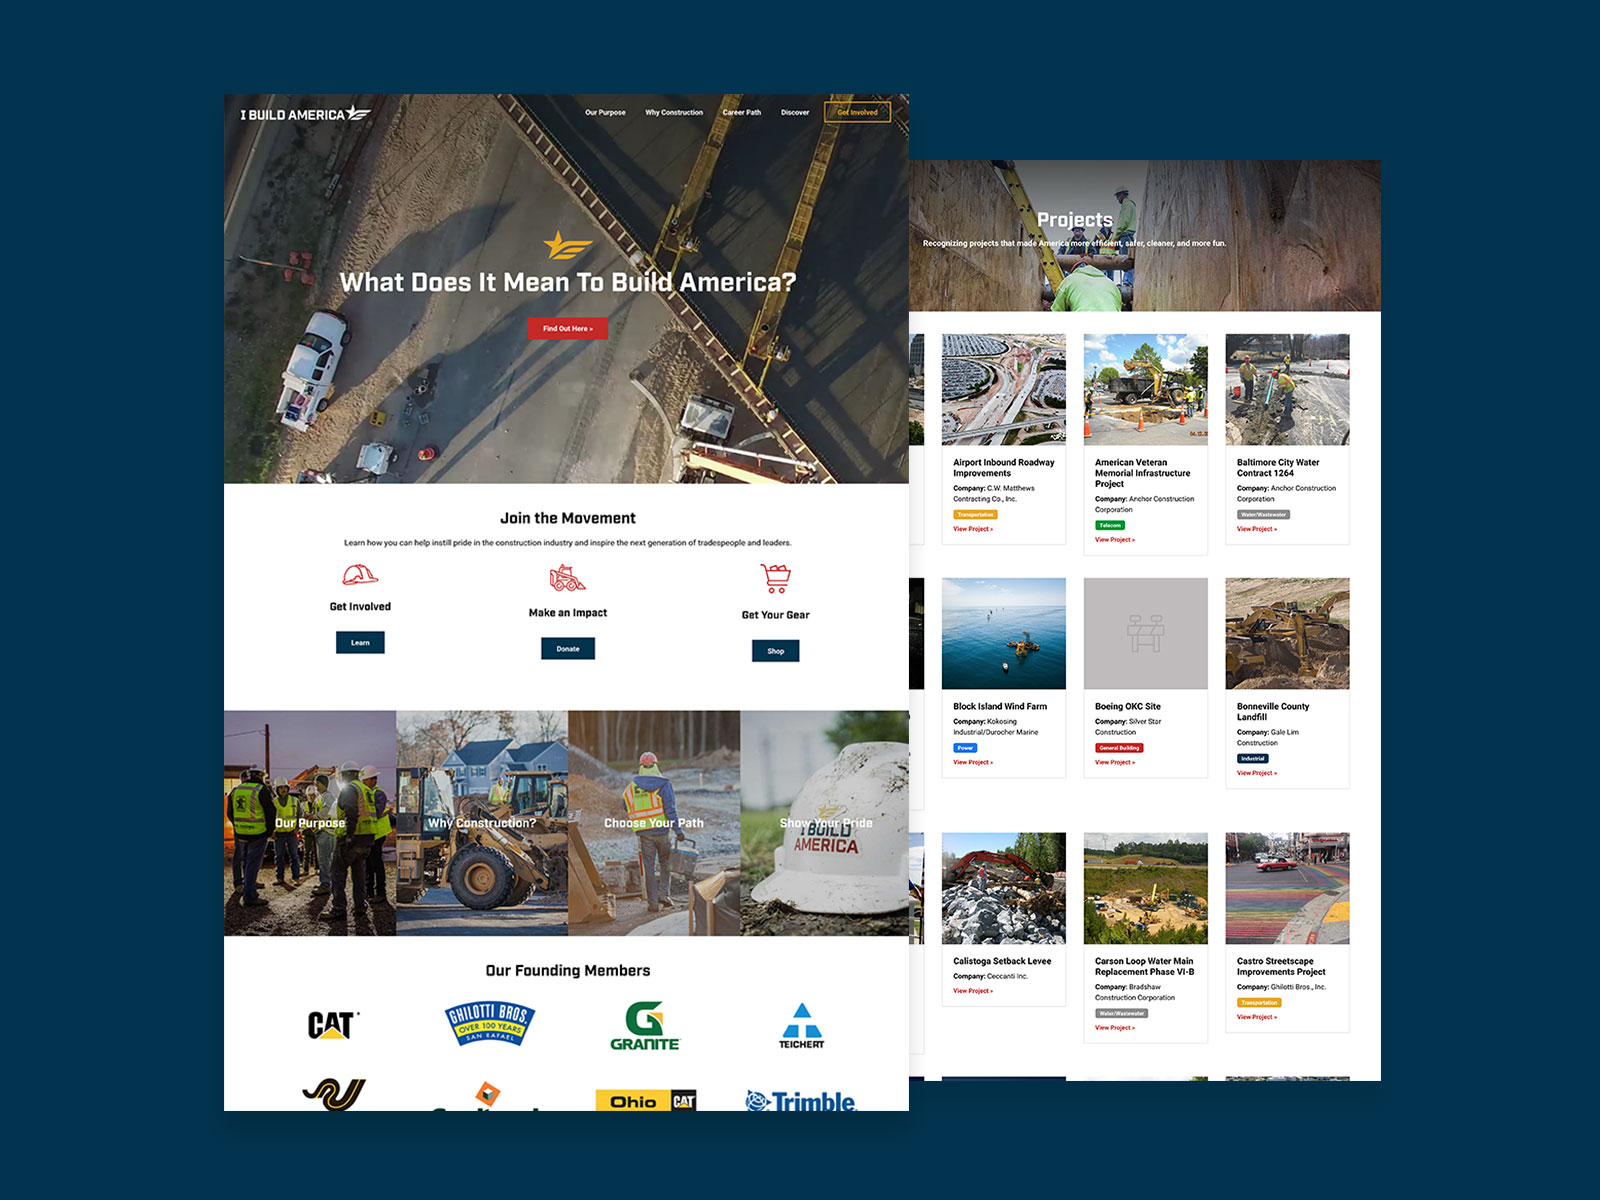 I BUILD AMERICA
Our Purpose
Why Construction
Career Path
Discover
Get Involved
What Does It Mean To Build America?
Find Out Here »
Join the Movement
Learn how you can help instill pride in the construction industry and inspire the next generation of tradespeople and leaders.
Get Involved
Make an Impact
Get Your Gear
Learn
Donate
Shop
Our Purpose
Why Construction?
Choose Your Path
Show Your Pride
I BUILD
AMERICA
Our Founding Members
CAT
GHILOTTI BROS.
OVER 100 YEARS
SAN RAFAEL
GRANITE
TEICHERT
Ohio CAT
Trimble
Projects
Recognizing projects that made America more efficient, safer, cleaner, and more fun.
Airport Inbound Roadway
Improvements
Company: C.W. Matthews
Contracting Co., Inc.
Transportation
View Project »
American Veteran
Memorial Infrastructure
Project
Company: Anchor Construction
Corporation
Telecom
View Project »
Baltimore City Water
Contract 1264
Company: Anchor Construction
Corporation
Water/Wastewater
View Project »
Block Island Wind Farm
Company: Kokosing
Industrial/Durocher Marine
Power
View Project »
Boeing OKC Site
Company: Silver Star
Construction
General Building
View Project »
Bonneville County
Landfill
Company: Gale Lim
Construction
Industrial
View Project »
Calistoga Setback Levee
Company: Ceccanti Inc.
View Project »
Carson Loop Water Main
Replacement Phase VI-B
Company: Bradshaw
Construction Corporation
Water/Wastewater
View Project »
Castro Streetscape
Improvements Project
Company: Ghilotti Bros., Inc.
Transportation
View Project »